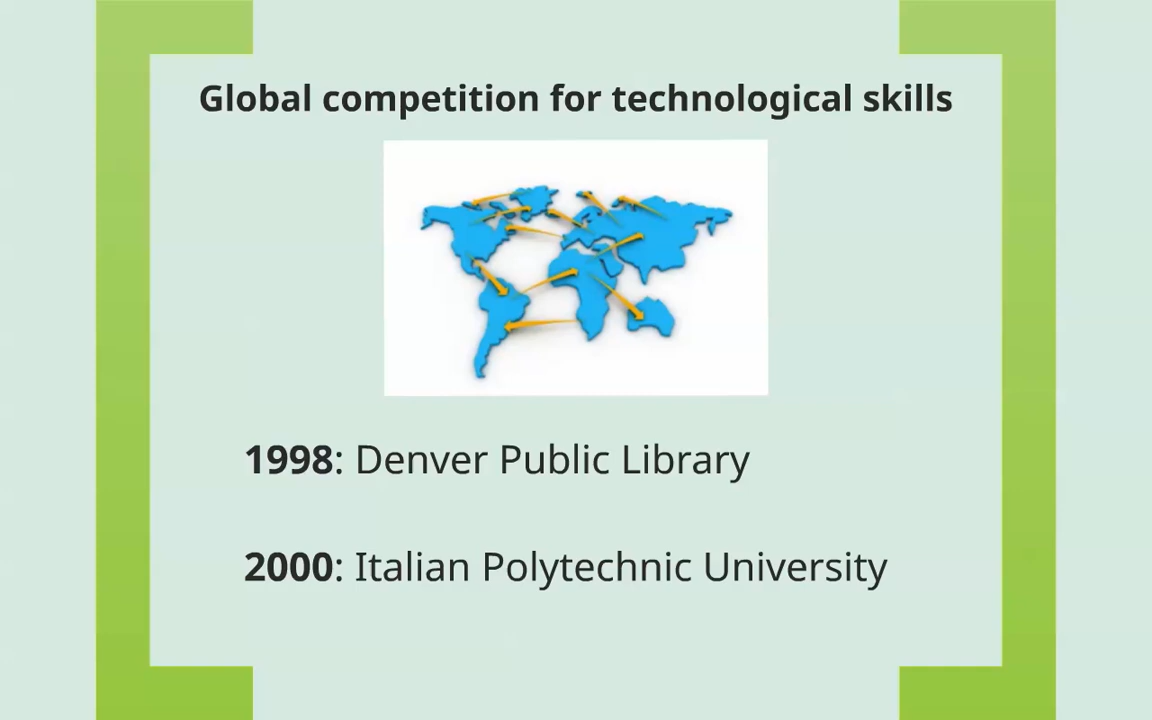 Global competition for technological skills
1998: Denver Public Library
2000: Italian Polytechnic University